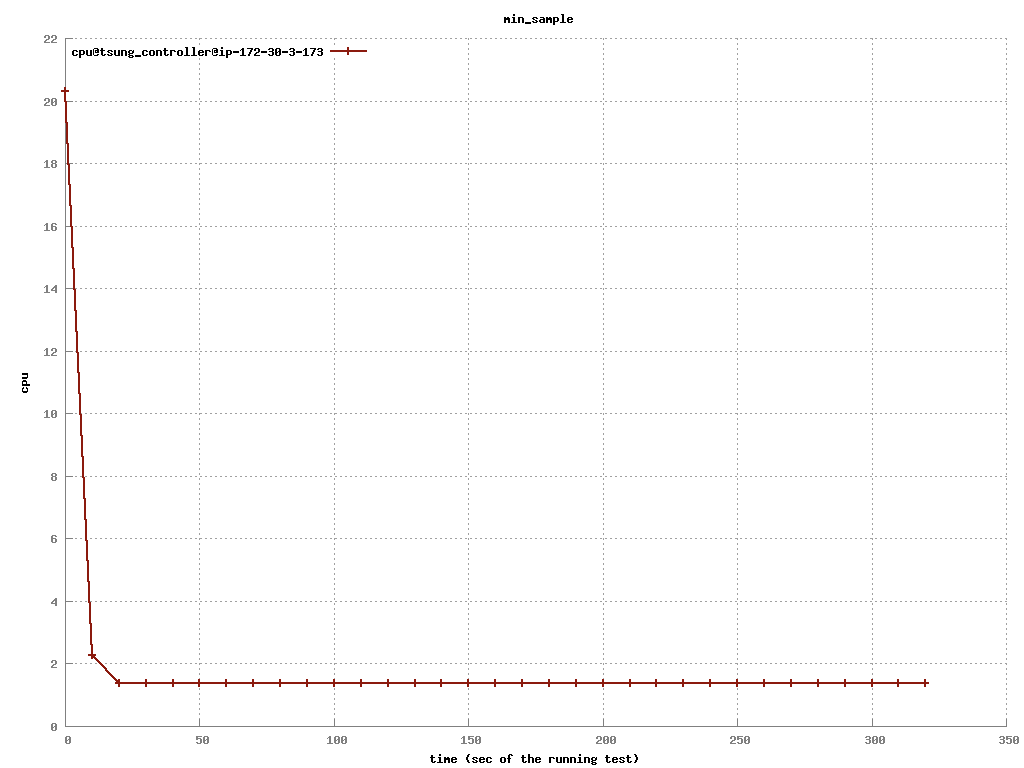 min_sample
cpu@tsung_controller@ip-172-30-3-173
22
20
18
16
14
12
10
8
6
4
2
0
cpu
0 50 100 150 200 250 300 350
time (sec of the running test)